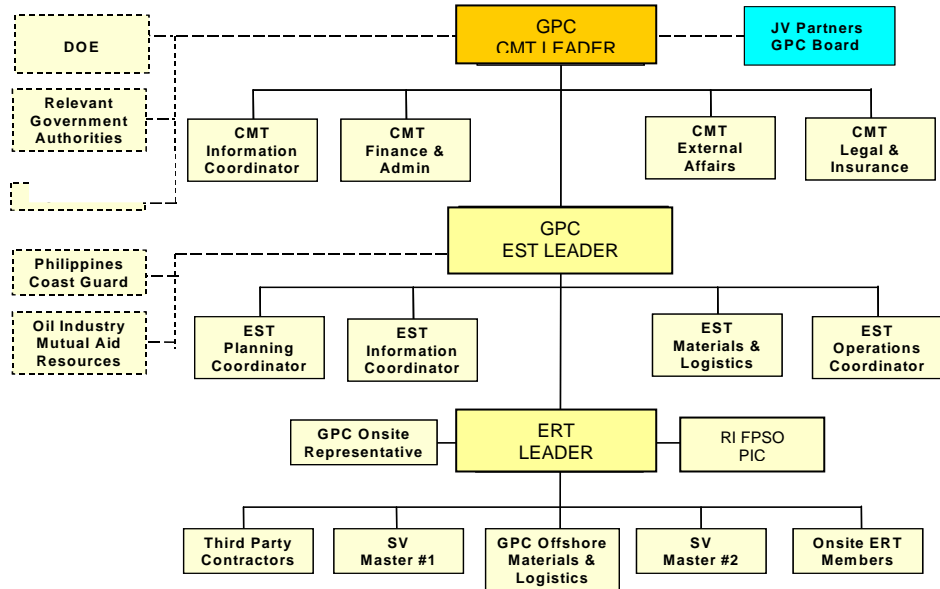 DOE
GPC
CMT LEADER
JV Partners
GPC Board
Relevant
Government
Authorities
CMT
Information
Coordinator
CMT
Finance &
Admin
CMT
External
Affairs
CMT
Legal &
Insurance
GPC
EST LEADER
Philippines
Coast Guard
Oil Industry
Mutual Aid
Resources
EST
Planning
Coordinator
EST
Information
Coordinator
EST
Materials &
Logistics
EST
Operations
Coordinator
GPC Onsite
Representative
ERT
LEADER
RI FPSO
PIC
Third Party
Contractors
SV
Master #1
GPC Offshore
Materials &
Logistics
SV
Master #2
Onsite ERT
Members